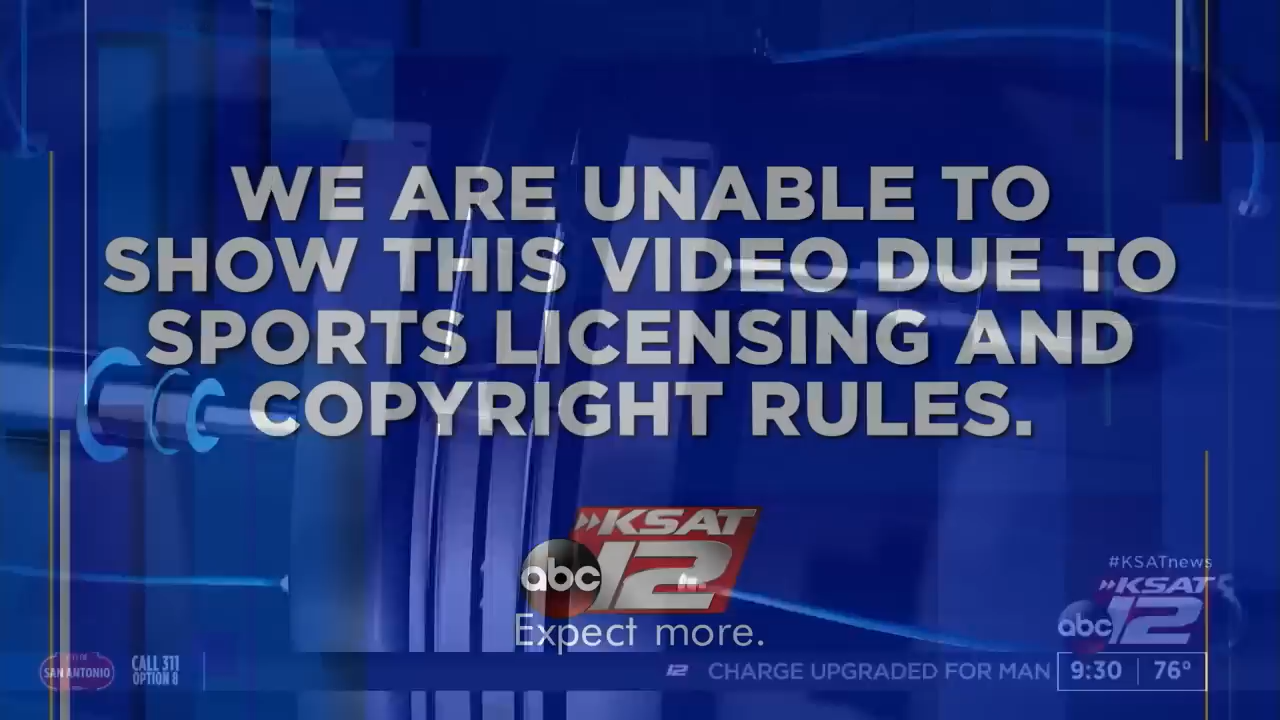 WE ARE UNABLE TO
SHOW THIS VIDEO DUE TO
SPORTS LICENSING AND
COPYRIGHT RULES.
KSAT
abc 12
Expect more.
#KSATnews
KSAT
abc 12
SAN ANTONIO
CALL 311
OPTION 8
12 CHARGE UPGRADED FOR MAN
9:30 76°